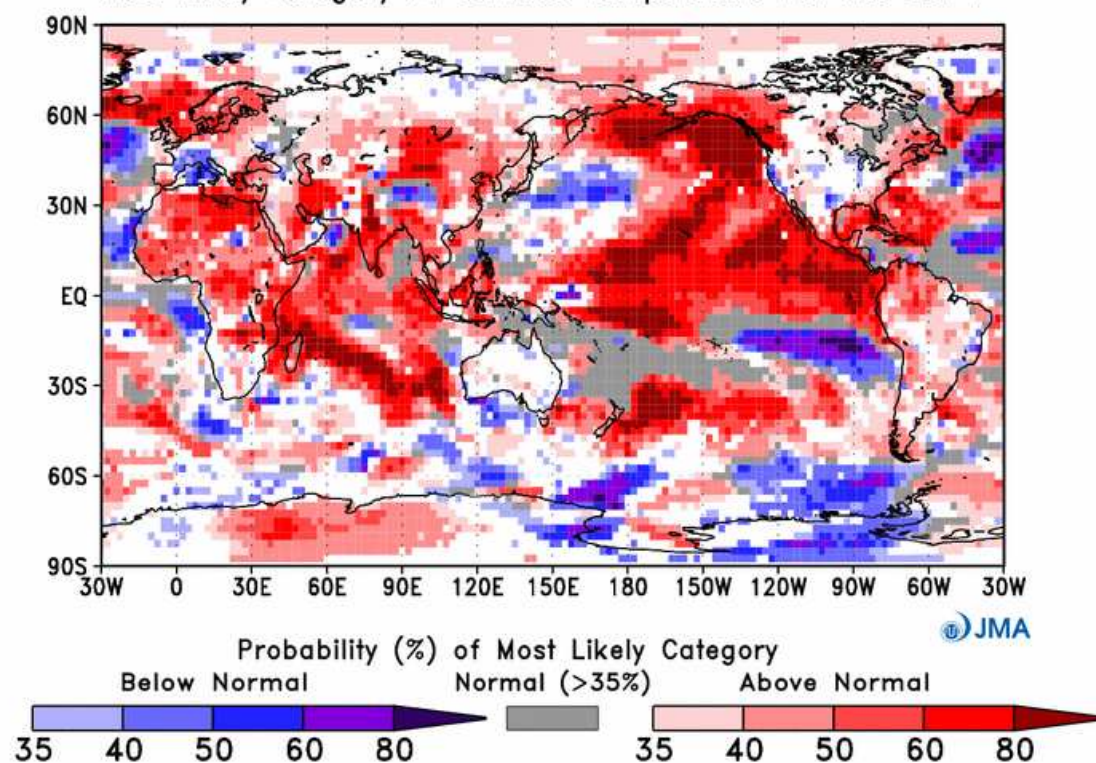 90N
60N
30N
EQ
30S
60S
90S
30W 0 30E 60E 90E 120E 150E 180 150W 120W 90W 60W 30W
JMA
Probability (%) of Most Likely Category
Below Normal Normal (>35%) Above Normal
35 40 50 60 80 35 40 50 60 80